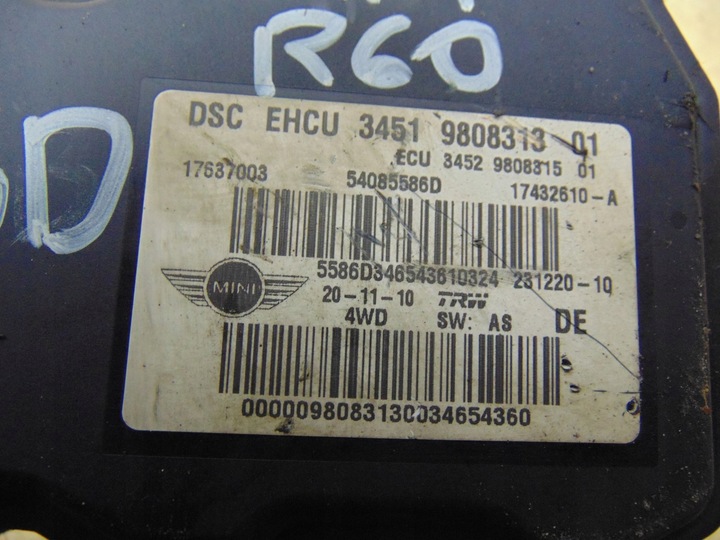 R60
D
DSC EHCU 3451 9808313 01
ECU 3452 9808315 01
17637003 54085586D 17432610-A
5586D346543610324 231220-10
MINI
20-11-10 TRW
4WD SW: AS DE
0000098083130034654360